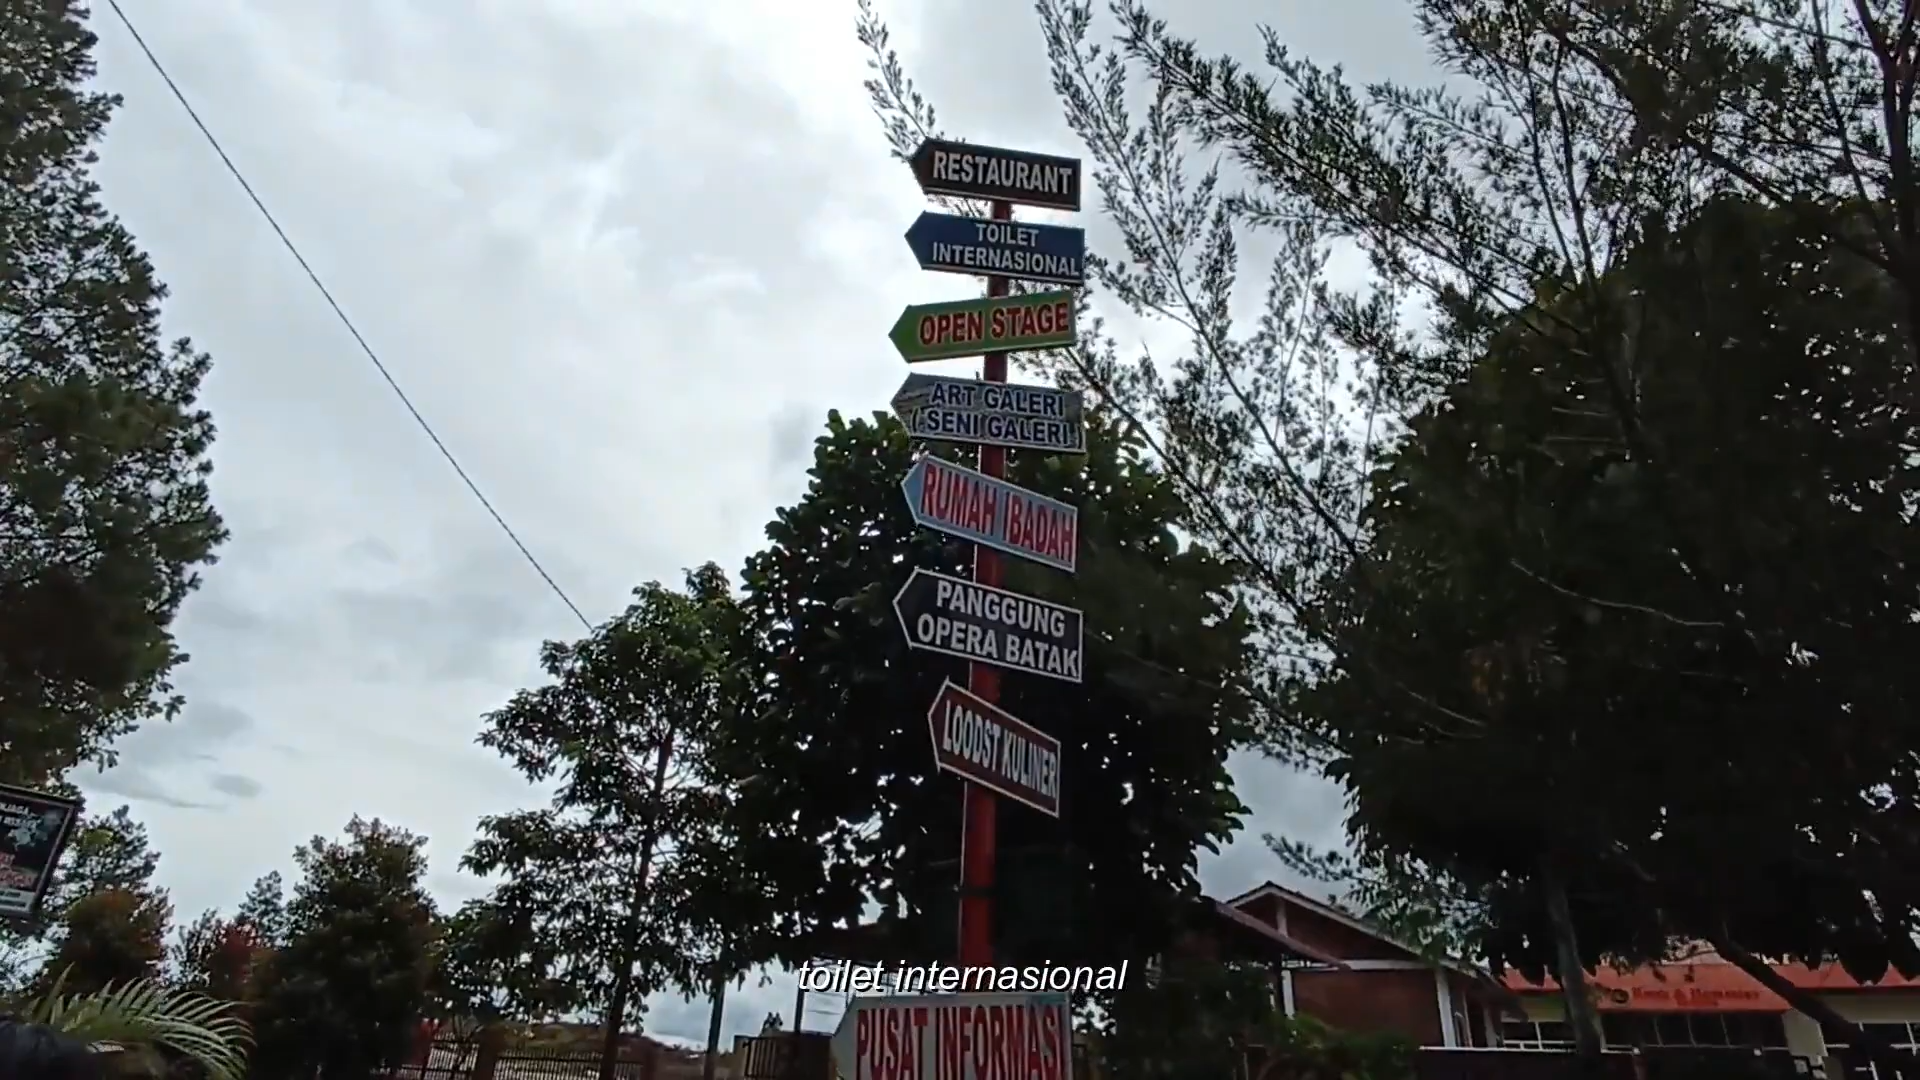 RESTAURANT
TOILET
INTERNASIONAL
OPEN STAGE
ART GALERI
( SENI GALERI )
RUMAH IBADAH
PANGGUNG
OPERA BATAK
LOODST KULINER
toilet internasional
PUSAT INFORMASI